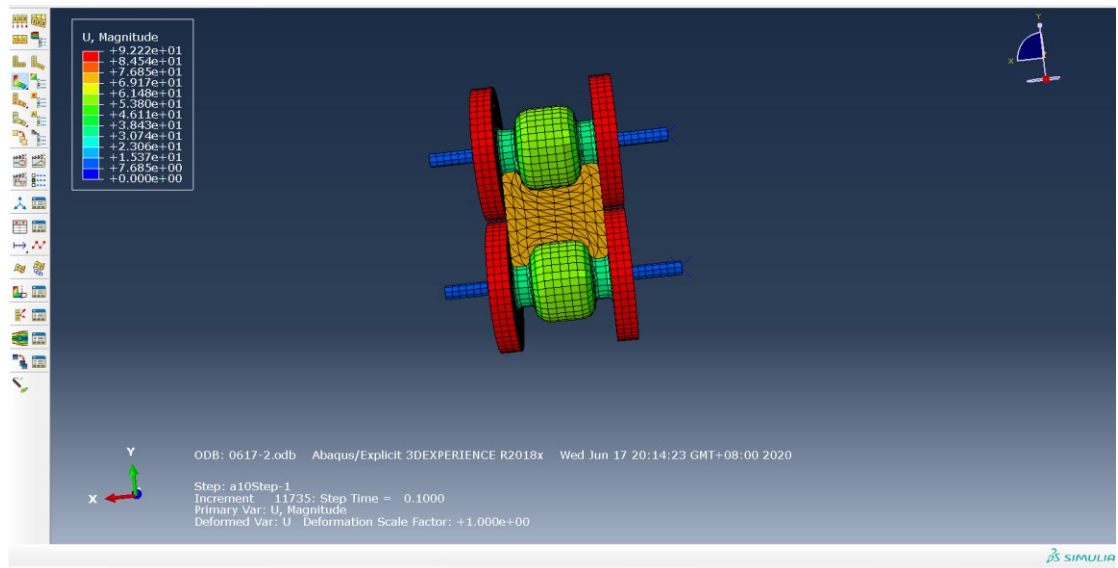 U, Magnitude
+9.222e+01
+8.454e+01
+7.685e+01
+6.917e+01
+6.148e+01
+5.380e+01
+4.611e+01
+3.843e+01
+3.074e+01
+2.306e+01
+1.537e+01
+7.685e+00
+0.000e+00
Y
X
Z
Y
X
ODB: 0617-2.odb Abaqus/Explicit 3DEXPERIENCE R2018x Wed Jun 17 20:14:23 GMT+08:00 2020
Step: a10Step-1
Increment 11735: Step Time = 0.1000
Primary Var: U, Magnitude
Deformed Var: U Deformation Scale Factor: +1.000e+00
SIMULIA